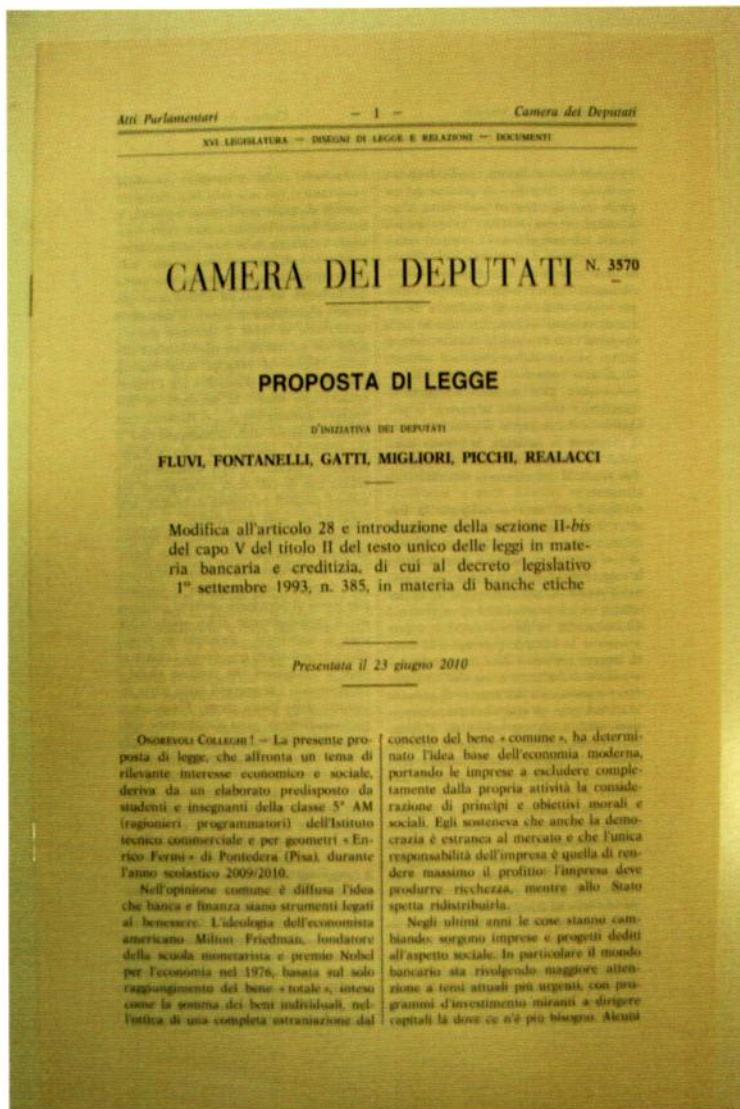 Atti Parlamentari — 1 — Camera dei Deputati
XVI LEGISLATURA — DISEGNI DI LEGGE E RELAZIONI — DOCUMENTI
CAMERA DEI DEPUTATI N. 3570
PROPOSTA DI LEGGE
D'INIZIATIVA DEI DEPUTATI
FLUVI, FONTANELLI, GATTI, MIGLIORI, PICCHI, REALACCI
Modifica all'articolo 28 e introduzione della sezione II-bis
del capo V del titolo II del testo unico delle leggi in mate-
ria bancaria e creditizia, di cui al decreto legislativo
1° settembre 1993, n. 385, in materia di banche etiche
Presentata il 23 giugno 2010
ONOREVOLI COLLEGHI! — La presente pro-
posta di legge, che affronta un tema di
rilevante interesse economico e sociale,
deriva da un elaborato predisposto da
studenti e insegnanti della classe 5ª AM
(ragionieri programmatori) dell'Istituto
tecnico commerciale e per geometri «En-
rico Fermi» di Pontedera (Pisa), durante
l'anno scolastico 2009/2010.
Nell'opinione comune è diffusa l'idea
che banca e finanza siano strumenti legati
al benessere. L'ideologia dell'economista
americano Milton Friedman, fondatore
della scuola monetarista e premio Nobel
per l'economia nel 1976, basata sul solo
raggiungimento del bene «totale», inteso
come la somma dei beni individuali, nel-
l'ottica di una completa estraniazione dal
concetto del bene «comune», ha determi-
nato l'idea base dell'economia moderna,
portando le imprese a escludere comple-
tamente dalla propria attività la conside-
razione di principi e obiettivi morali e
sociali. Egli sosteneva che anche la demo-
crazia è estranea al mercato e che l'unica
responsabilità dell'impresa è quella di ren-
dere massimo il profitto: l'impresa deve
produrre ricchezza, mentre allo Stato
spetta ridistribuirla.
Negli ultimi anni le cose stanno cam-
biando: sorgono imprese e progetti dediti
all'aspetto sociale. In particolare il mondo
bancario sta rivolgendo maggiore atten-
zione a temi attuali più urgenti, con pro-
grammi d'investimento miranti a dirigere
capitali là dove ce n'è più bisogno. Alcuni